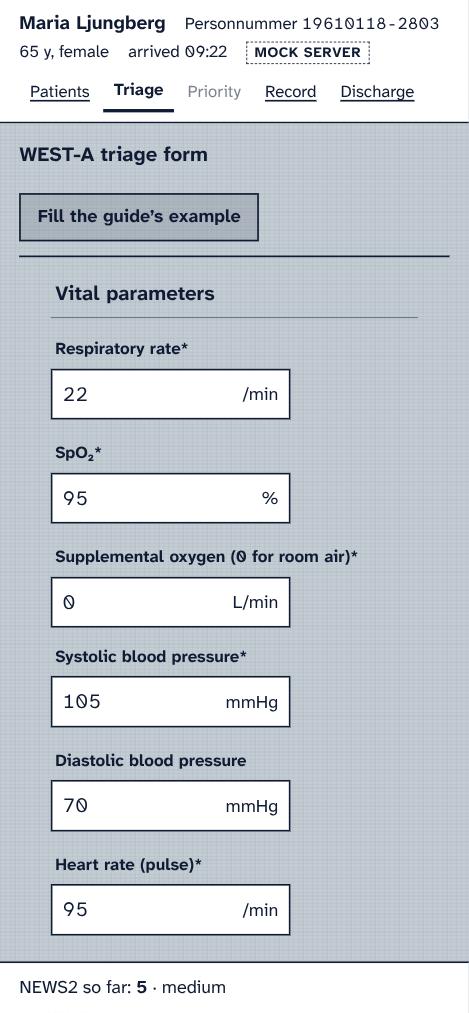 Maria Ljungberg Personnummer 19610118-2803
65 y, female arrived 09:22 MOCK SERVER
Patients Triage Priority Record Discharge
WEST-A triage form
Fill the guide’s example
Vital parameters
Respiratory rate*
22 /min
SpO₂*
95 %
Supplemental oxygen (0 for room air)*
0 L/min
Systolic blood pressure*
105 mmHg
Diastolic blood pressure
70 mmHg
Heart rate (pulse)*
95 /min
NEWS2 so far: 5 · medium